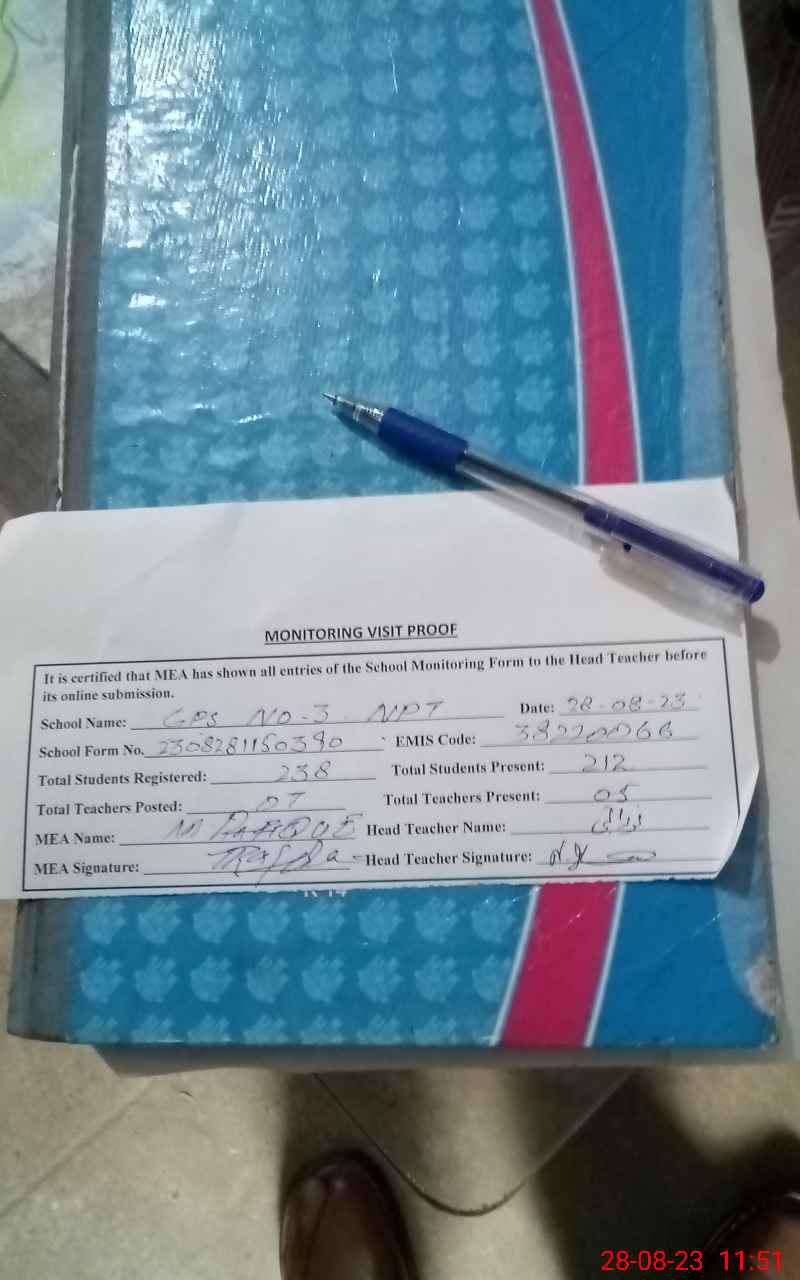 MONITORING VISIT PROOF
It is certified that MEA has shown all entries of the School Monitoring Form to the Head Teacher before
its online submission.
School Name: GPS NO-3 NPT Date: 28-08-23
School Form No. 2308281150390 EMIS Code:
Total Students Registered: 238 Total Students Present: 212
Total Teachers Posted: 07 Total Teachers Present: 05
MEA Name: M Head Teacher Name:
MEA Signature: Head Teacher Signature:
28-08-23 11:51